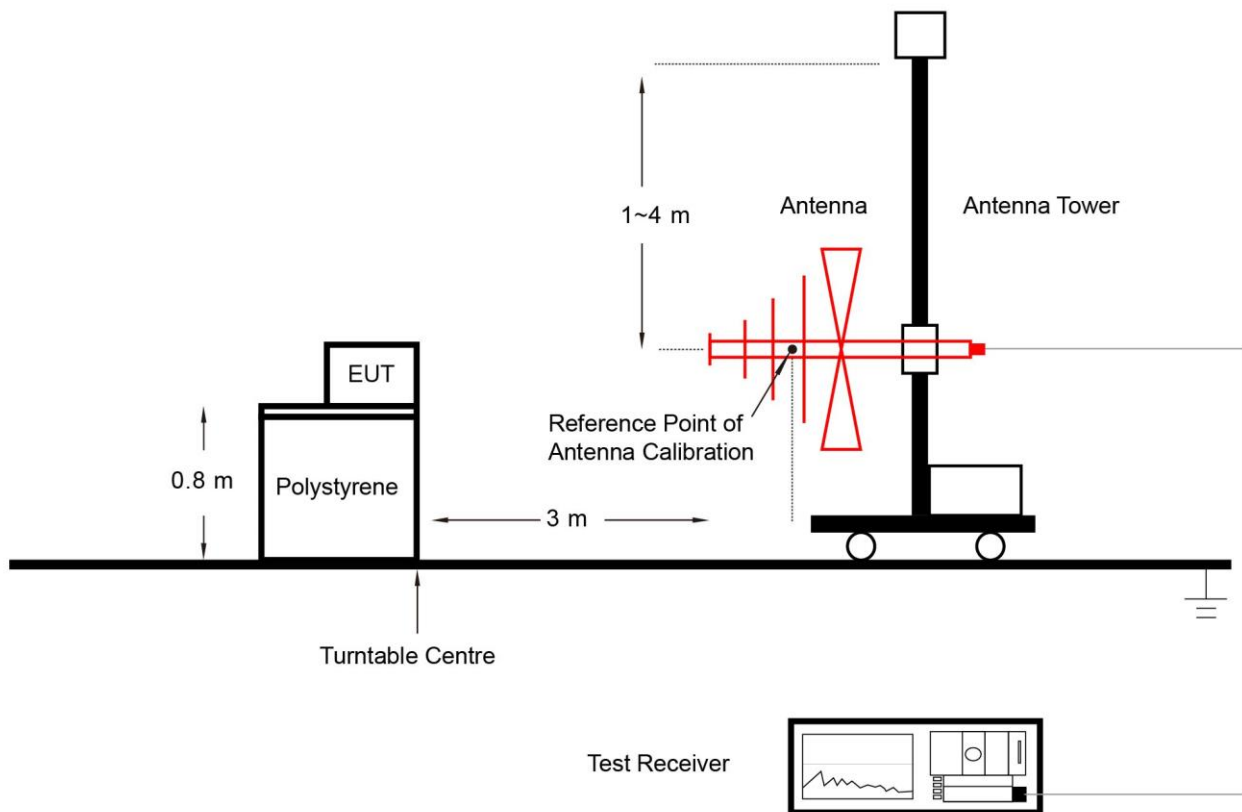 1~4 m
Antenna
Antenna Tower
EUT
Reference Point of
Antenna Calibration
0.8 m
Polystyrene
3 m
Turntable Centre
Test Receiver